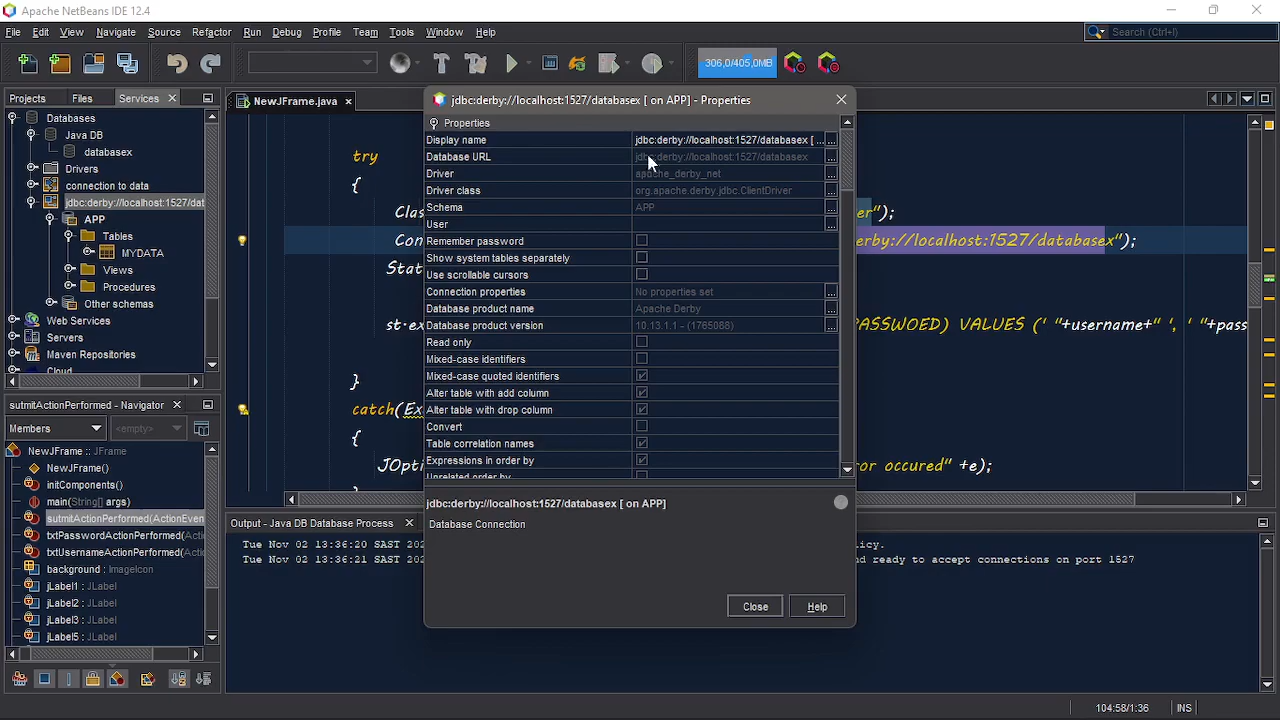 Apache NetBeans IDE 12.4
File Edit View Navigate Source Refactor Run Debug Profile Team Tools Window Help
Search (Ctrl+I)
306,0/405,0MB
Projects Files Services
Databases
Java DB
databasex
Drivers
connection to data
jdbc:derby://localhost:1527/dat
APP
Tables
MYDATA
Views
Procedures
Other schemas
Web Services
Servers
Maven Repositories
Cloud
sutmitActionPerformed - Navigator
Members <empty>
NewJFrame :: JFrame
NewJFrame()
initComponents()
main(String[] args)
sutmitActionPerformed(ActionEven
txtPasswordActionPerformed(Acti
txtUsernameActionPerformed(Acti
background : ImageIcon
jLabel1 : JLabel
jLabel2 : JLabel
jLabel3 : JLabel
jLabel5 : JLabel
NewJFrame.java
try
{
Clas er");
Con erby://localhost:1527/databasex");
Stat
st.ex PASSWOED) VALUES (' "+username+" ', ' "+pass
}
catch(Ex
{
JOpti or occured" +e);
jdbc:derby://localhost:1527/databasex [ on APP] - Properties
Properties
Display name jdbc:derby://localhost:1527/databasex [ ...
Database URL jdbc:derby://localhost:1527/databasex
Driver apache_derby_net
Driver class org.apache.derby.jdbc.ClientDriver
Schema APP
User
Remember password
Show system tables separately
Use scrollable cursors
Connection properties No properties set
Database product name Apache Derby
Database product version 10.13.1.1 - (1765088)
Read only
Mixed-case identifiers
Mixed-case quoted identifiers
Alter table with add column
Alter table with drop column
Convert
Table correlation names
Expressions in order by
Unrelated order by
jdbc:derby://localhost:1527/databasex [ on APP]
Database Connection
Close Help
Output - Java DB Database Process
Tue Nov 02 13:36:20 SAST 202 licy.
Tue Nov 02 13:36:21 SAST 202 nd ready to accept connections on port 1527
104:58/1:36 INS